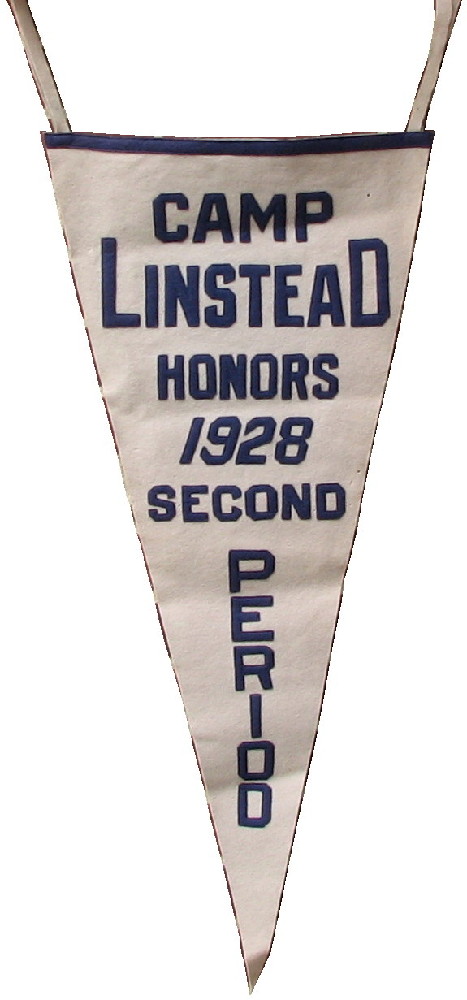 CAMP
LINSTEAD
HONORS
1928
SECOND
PERIOD